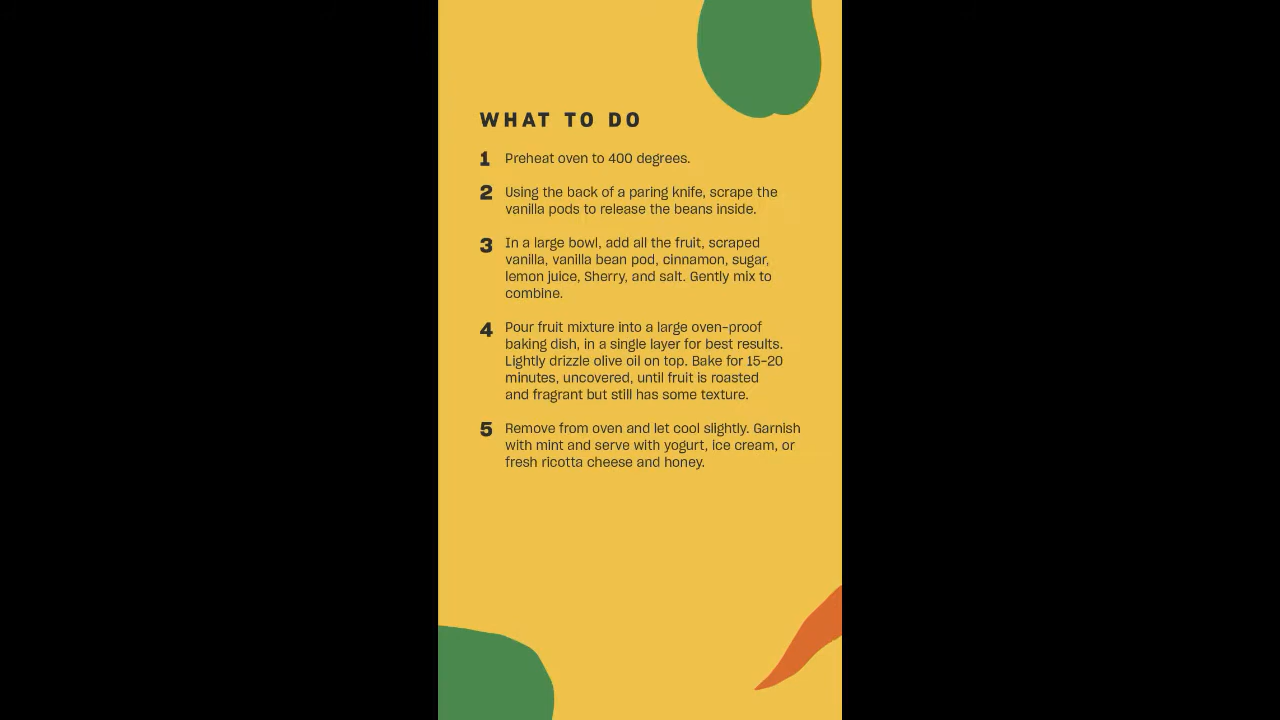 WHAT TO DO
1 Preheat oven to 400 degrees.
2 Using the back of a paring knife, scrape the
vanilla pods to release the beans inside.
3 In a large bowl, add all the fruit, scraped
vanilla, vanilla bean pod, cinnamon, sugar,
lemon juice, Sherry, and salt. Gently mix to
combine.
4 Pour fruit mixture into a large oven-proof
baking dish, in a single layer for best results.
Lightly drizzle olive oil on top. Bake for 15-20
minutes, uncovered, until fruit is roasted
and fragrant but still has some texture.
5 Remove from oven and let cool slightly. Garnish
with mint and serve with yogurt, ice cream, or
fresh ricotta cheese and honey.